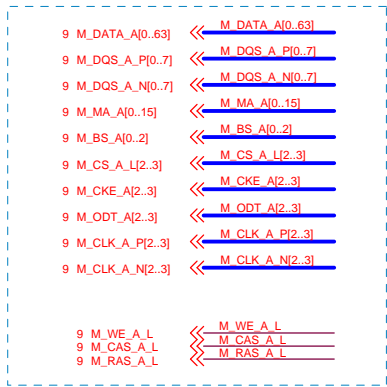 9 M_DATA_A[0..63] M_DATA_A[0..63]
9 M_DQS_A_P[0..7] M_DQS_A_P[0..7]
9 M_DQS_A_N[0..7] M_DQS_A_N[0..7]
9 M_MA_A[0..15] M_MA_A[0..15]
9 M_BS_A[0..2] M_BS_A[0..2]
9 M_CS_A_L[2..3] M_CS_A_L[2..3]
9 M_CKE_A[2..3] M_CKE_A[2..3]
9 M_ODT_A[2..3] M_ODT_A[2..3]
9 M_CLK_A_P[2..3] M_CLK_A_P[2..3]
9 M_CLK_A_N[2..3] M_CLK_A_N[2..3]
9 M_WE_A_L M_WE_A_L
9 M_CAS_A_L M_CAS_A_L
9 M_RAS_A_L M_RAS_A_L